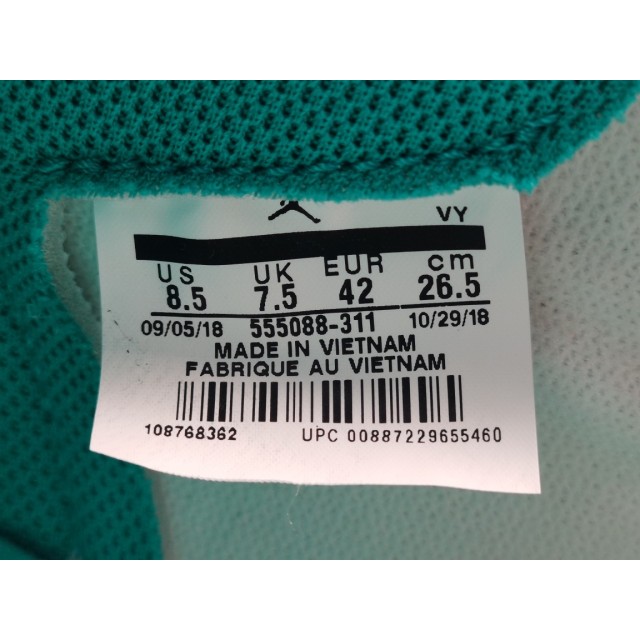 VY
US UK EUR cm
8.5 7.5 42 26.5
09/05/18 555088-311 10/29/18
MADE IN VIETNAM
FABRIQUE AU VIETNAM
108768362 UPC 00887229655460